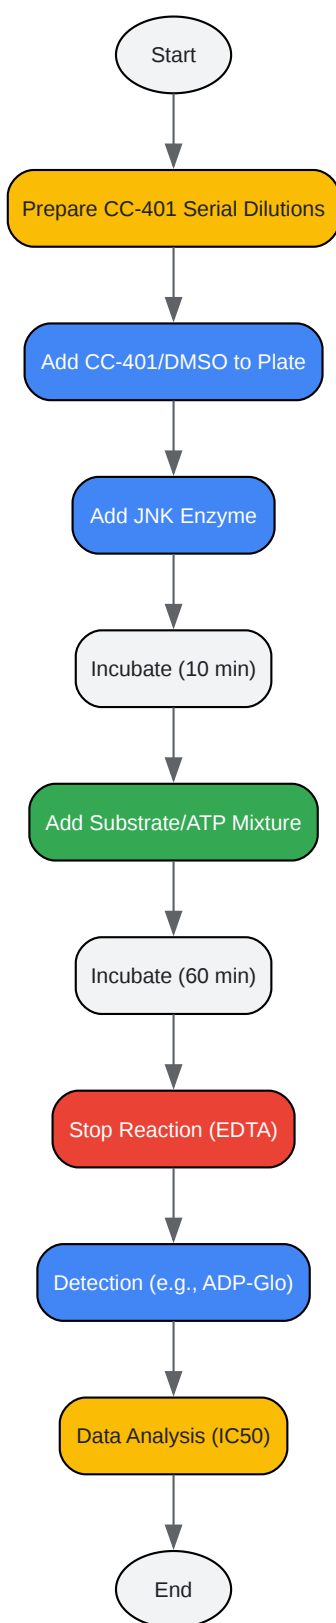 Start
Prepare CC-401 Serial Dilutions
Add CC-401/DMSO to Plate
Add JNK Enzyme
Incubate (10 min)
Add Substrate/ATP Mixture
Incubate (60 min)
Stop Reaction (EDTA)
Detection (e.g., ADP-Glo)
Data Analysis (IC50)
End